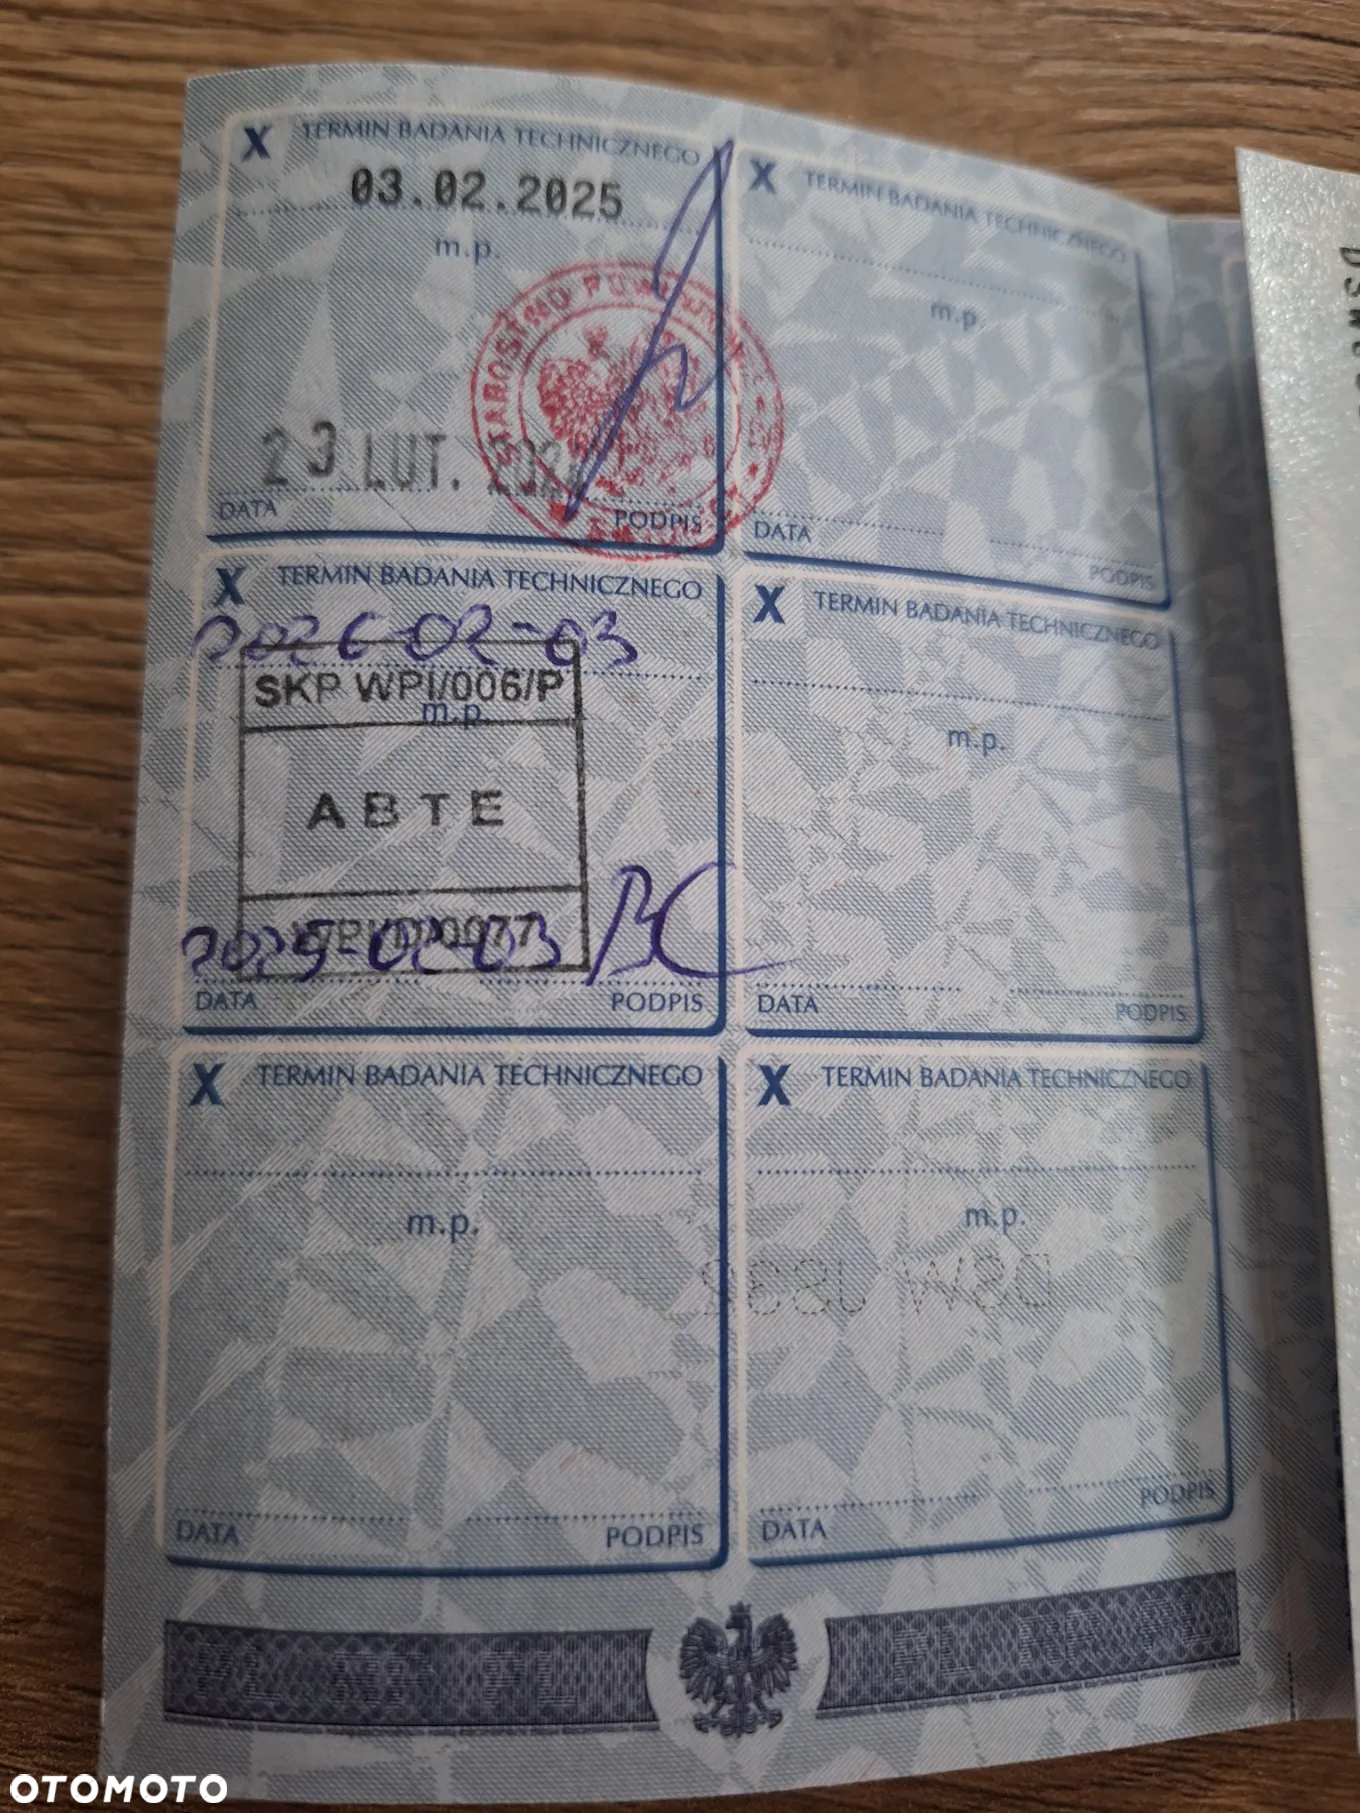 X TERMIN BADANIA TECHNICZNEGO
03.02.2025
m.p.
STAROSTWO
23 LUT.
DATA PODPIS
X TERMIN BADANIA TECHNICZNEGO
m.p.
DATA PODPIS
X TERMIN BADANIA TECHNICZNEGO
2026-02-03
SKP WPI/006/P
m.p.
ABTE
2025-02-03 BC
DATA PODPIS
X TERMIN BADANIA TECHNICZNEGO
m.p.
DATA PODPIS
X TERMIN BADANIA TECHNICZNEGO
m.p.
DATA PODPIS
X TERMIN BADANIA TECHNICZNEGO
m.p.
DATA PODPIS
OTOMOTO